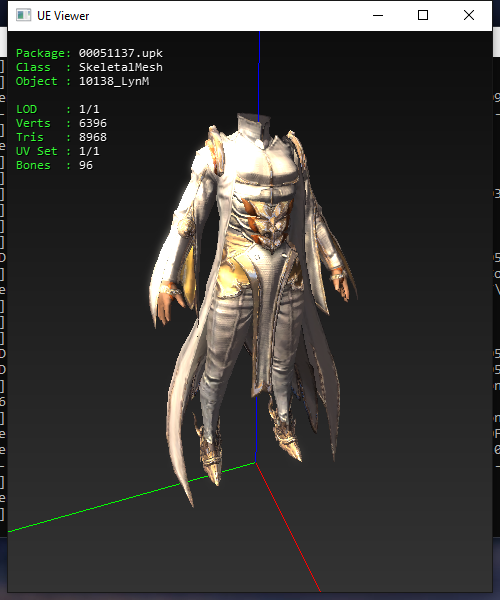 UE Viewer
Package: 00051137.upk
Class  : SkeletalMesh
Object : 10138_LynM
LOD    : 1/1
Verts  : 6396
Tris   : 8968
UV Set : 1/1
Bones  : 96